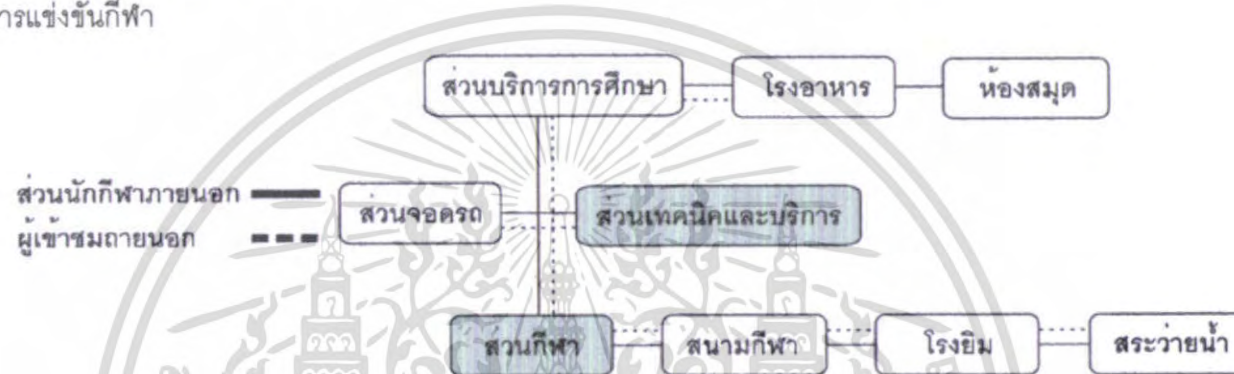 การแข่งขันกีฬา
ส่วนบริการการศึกษา โรงอาหาร ห้องสมุด
ส่วนนักกีฬาภายนอก
ผู้เข้าชมภายนอก
ส่วนจอดรถ ส่วนเทคนิคและบริการ
ส่วนกีฬา สนามกีฬา โรงยิม สระว่ายน้ำ